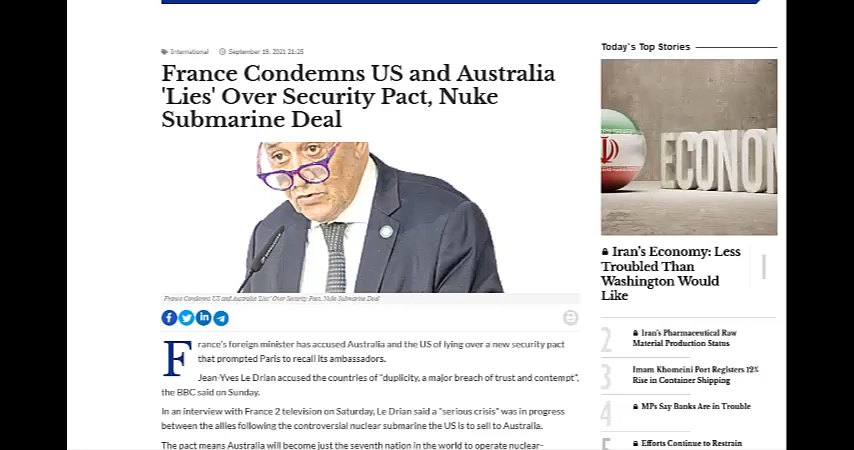 International September 19, 2021 21:25
France Condemns US and Australia
'Lies' Over Security Pact, Nuke
Submarine Deal
France Condemns US and Australia 'Lies' Over Security Pact, Nuke Submarine Deal
France's foreign minister has accused Australia and the US of lying over a new security pact
that prompted Paris to recall its ambassadors.
Jean-Yves Le Drian accused the countries of "duplicity, a major breach of trust and contempt",
the BBC said on Sunday.
In an interview with France 2 television on Saturday, Le Drian said a "serious crisis" was in progress
between the allies following the controversial nuclear submarine the US is to sell to Australia.
The pact means Australia will become just the seventh nation in the world to operate nuclear-
Today's Top Stories
ECONOM
Iran's Economy: Less
Troubled Than
Washington Would
Like
1
2
Iran's Pharmaceutical Raw
Material Production Status
3
Imam Khomeini Port Registers 12%
Rise in Container Shipping
4
MPs Say Banks Are in Trouble
5
Efforts Continue to Restrain